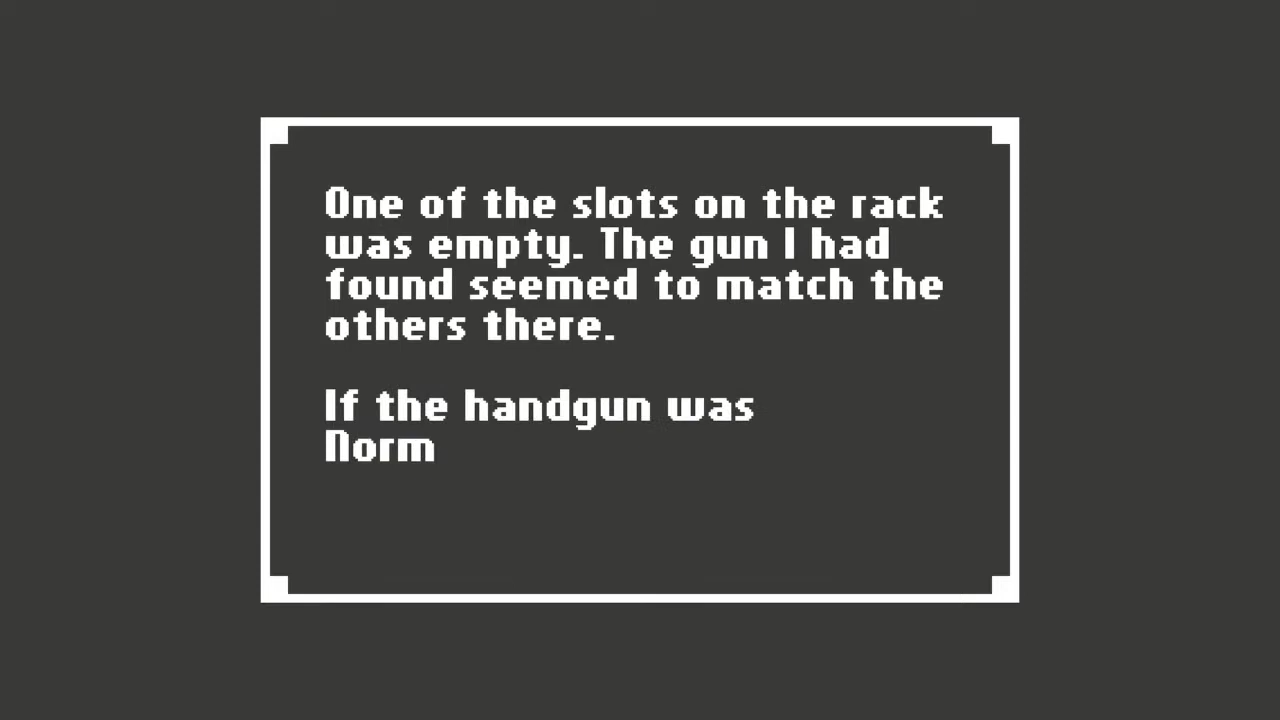 One of the slots on the rack
was empty. The gun I had
found seemed to match the
others there.
If the handgun was
Norm